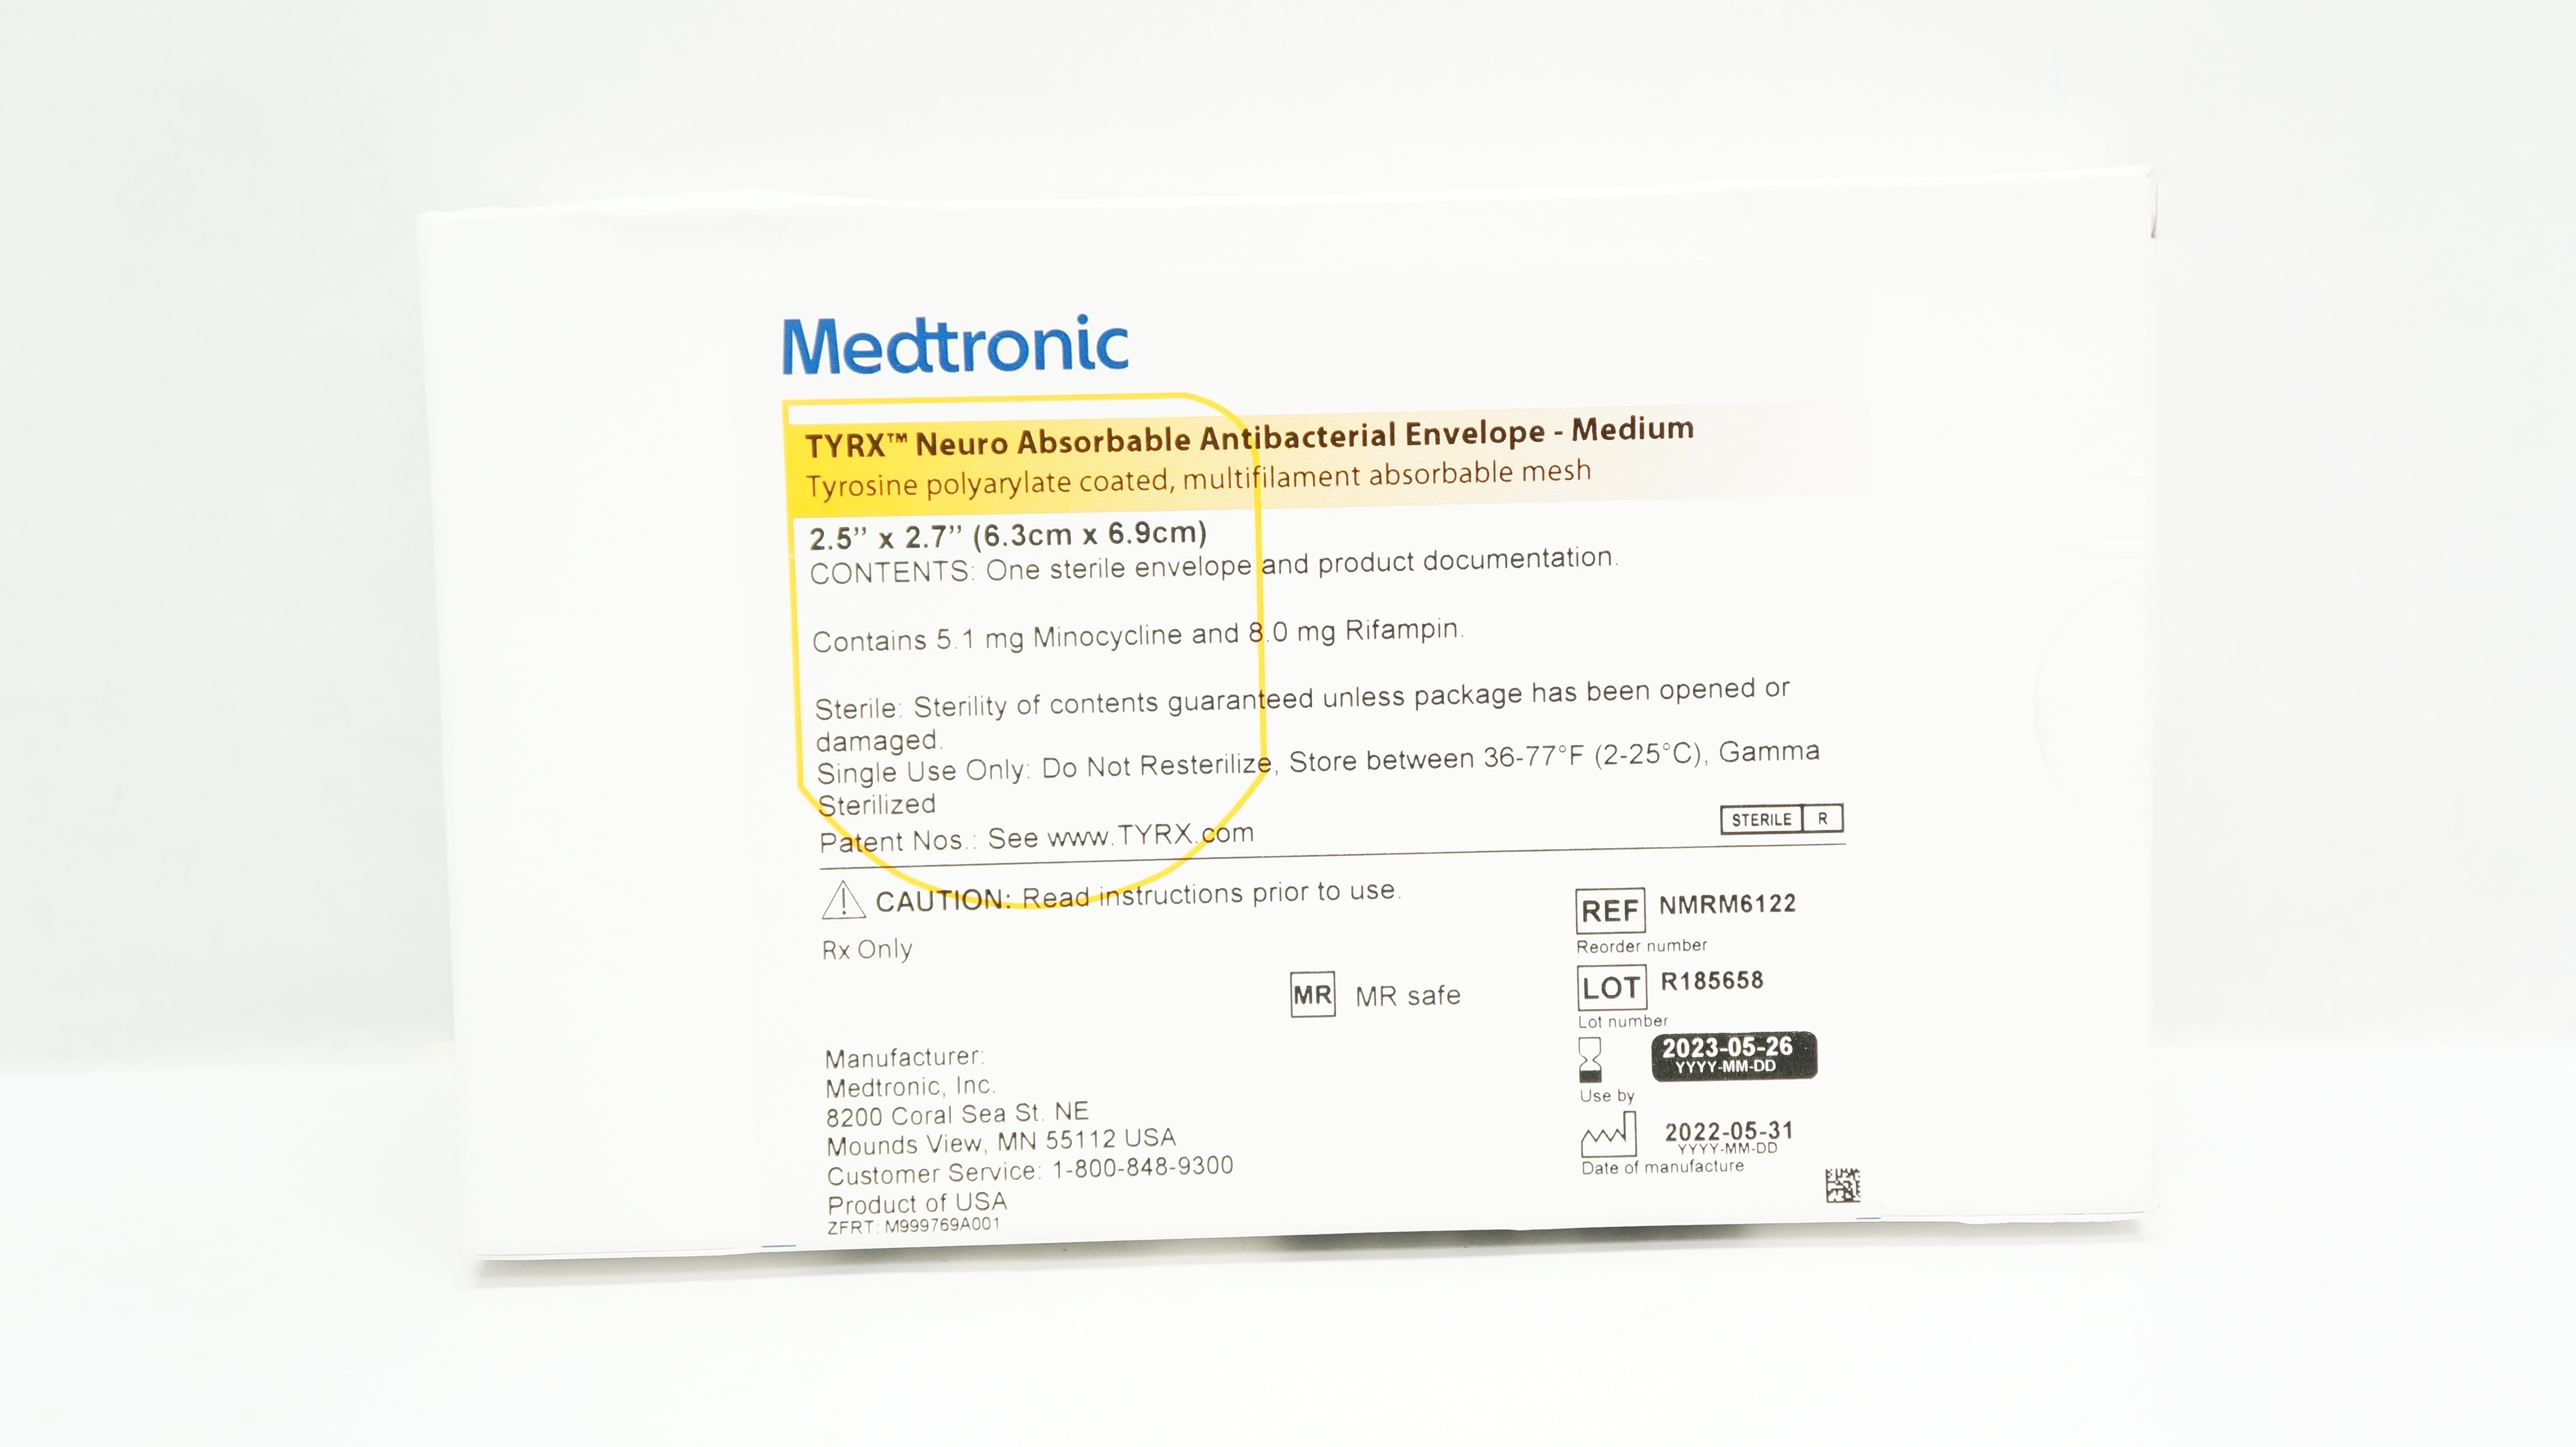 Medtronic
TYRX™ Neuro Absorbable Antibacterial Envelope - Medium
Tyrosine polyarylate coated, multifilament absorbable mesh
2.5” x 2.7” (6.3cm x 6.9cm)
CONTENTS: One sterile envelope and product documentation.
Contains 5.1 mg Minocycline and 8.0 mg Rifampin.
Sterile: Sterility of contents guaranteed unless package has been opened or
damaged.
Single Use Only: Do Not Resterilize, Store between 36-77°F (2-25°C), Gamma
Sterilized
Patent Nos.: See www.TYRX.com
STERILE R
CAUTION: Read instructions prior to use.
Rx Only
MR MR safe
REF NMRM6122
Reorder number
LOT R185658
Lot number
2023-05-26
YYYY-MM-DD
Use by
2022-05-31
YYYY-MM-DD
Date of manufacture
Manufacturer:
Medtronic, Inc.
8200 Coral Sea St. NE
Mounds View, MN 55112 USA
Customer Service: 1-800-848-9300
Product of USA
ZFRT: M999769A001